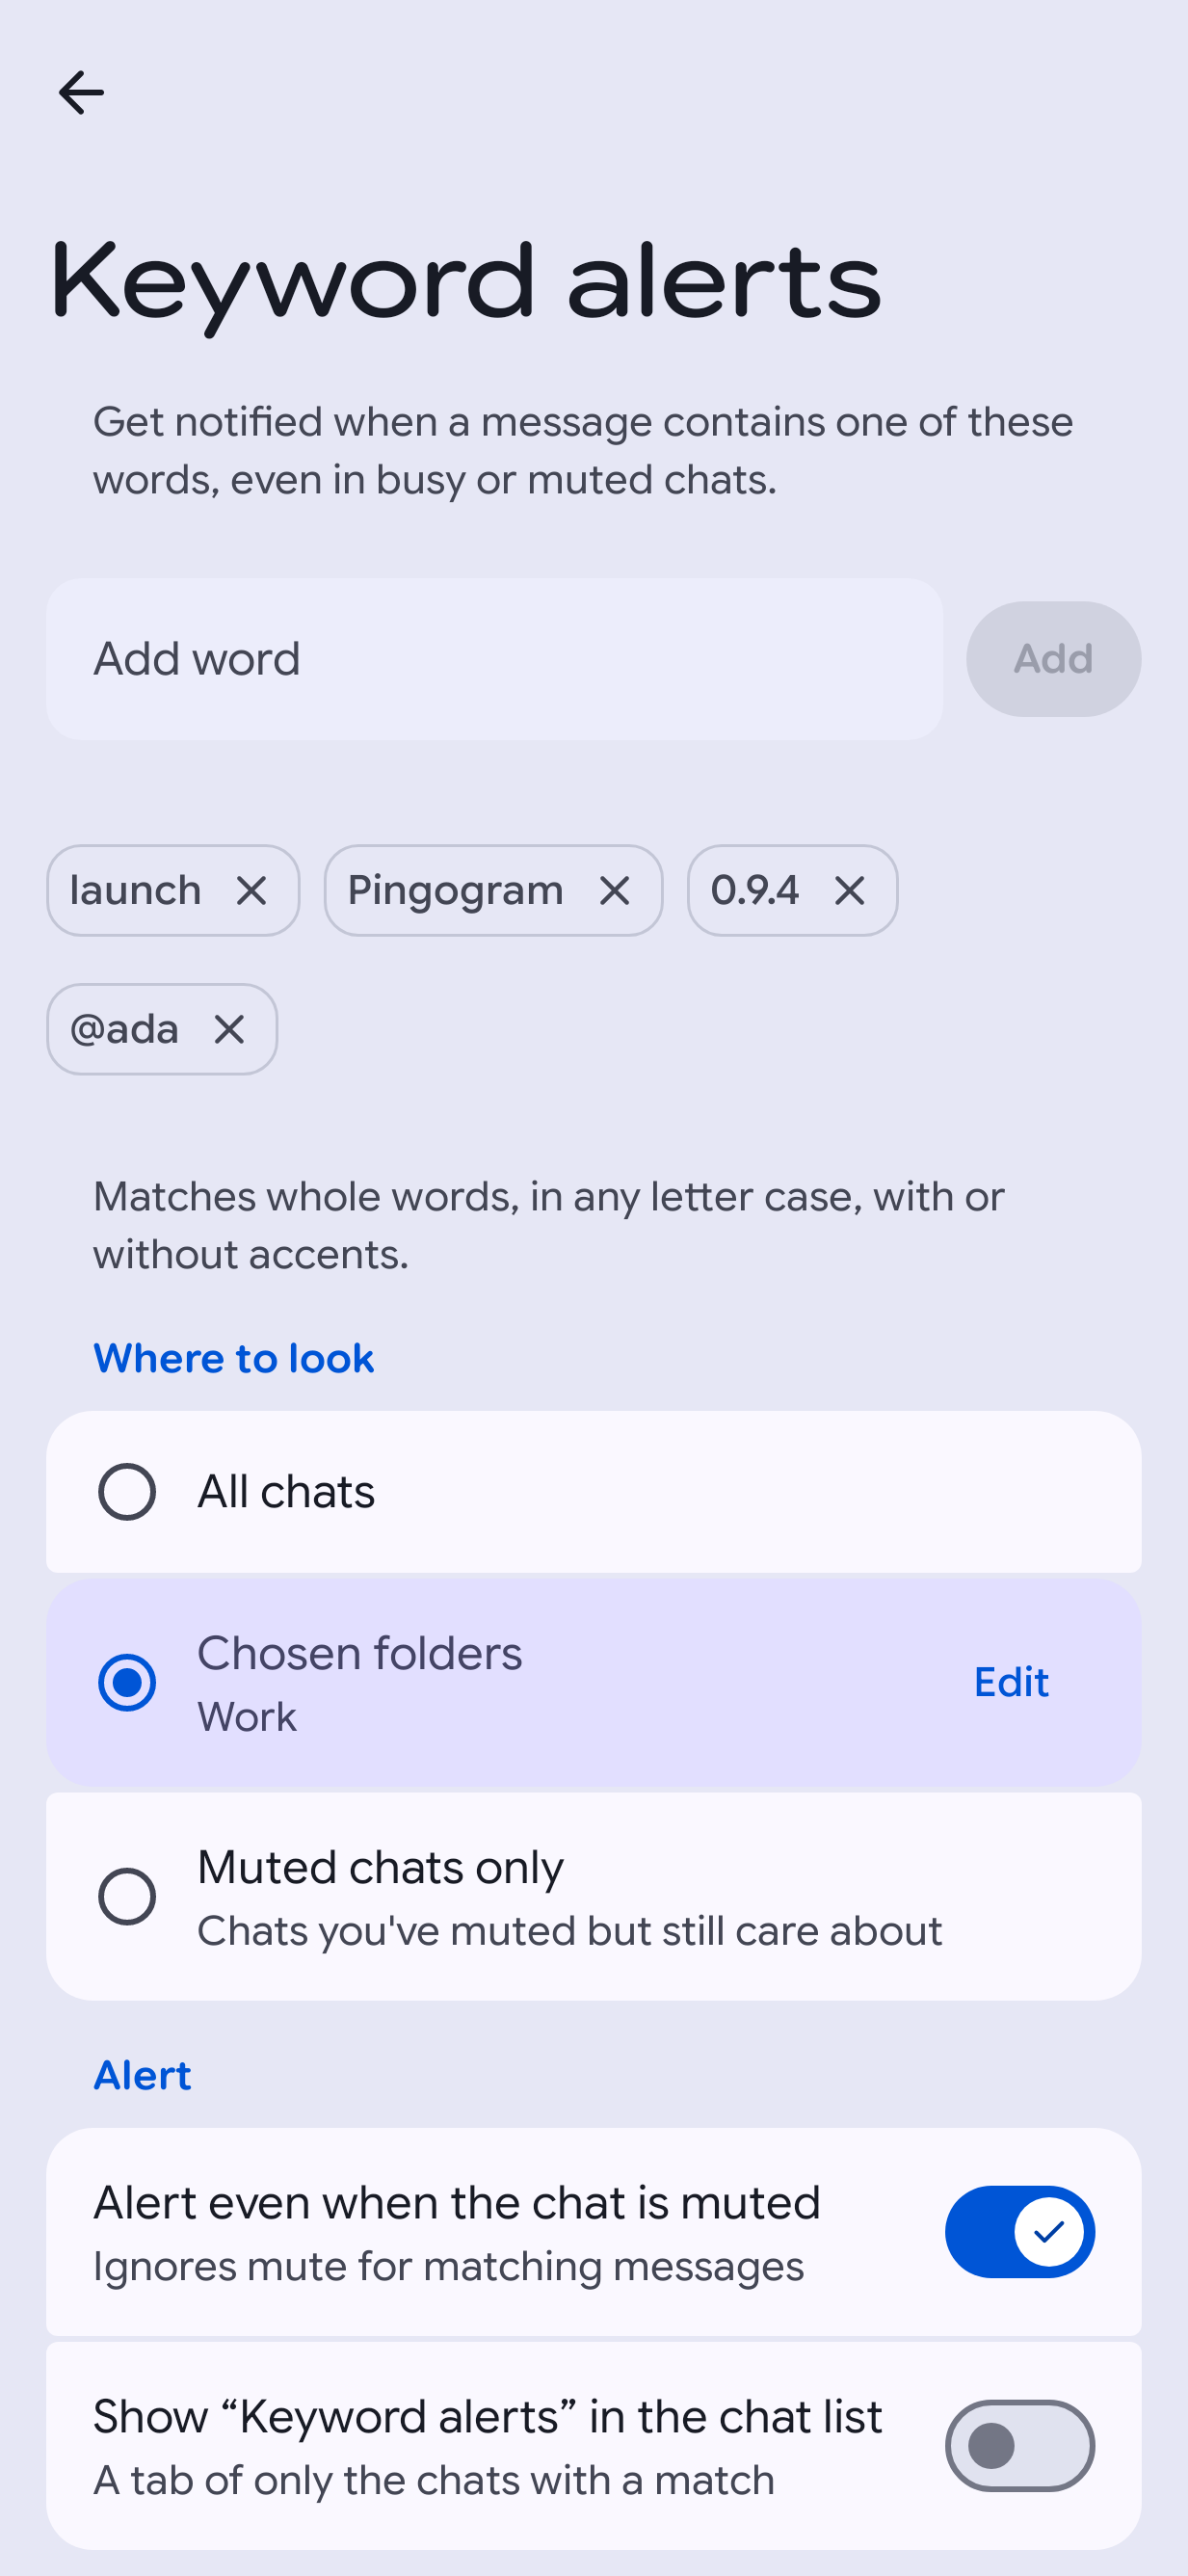 Keyword alerts
Get notified when a message contains one of these
words, even in busy or muted chats.
Add word
Add
launch
Pingogram
0.9.4
@ada
Matches whole words, in any letter case, with or
without accents.
Where to look
All chats
Chosen folders
Work
Edit
Muted chats only
Chats you've muted but still care about
Alert
Alert even when the chat is muted
Ignores mute for matching messages
Show “Keyword alerts” in the chat list
A tab of only the chats with a match